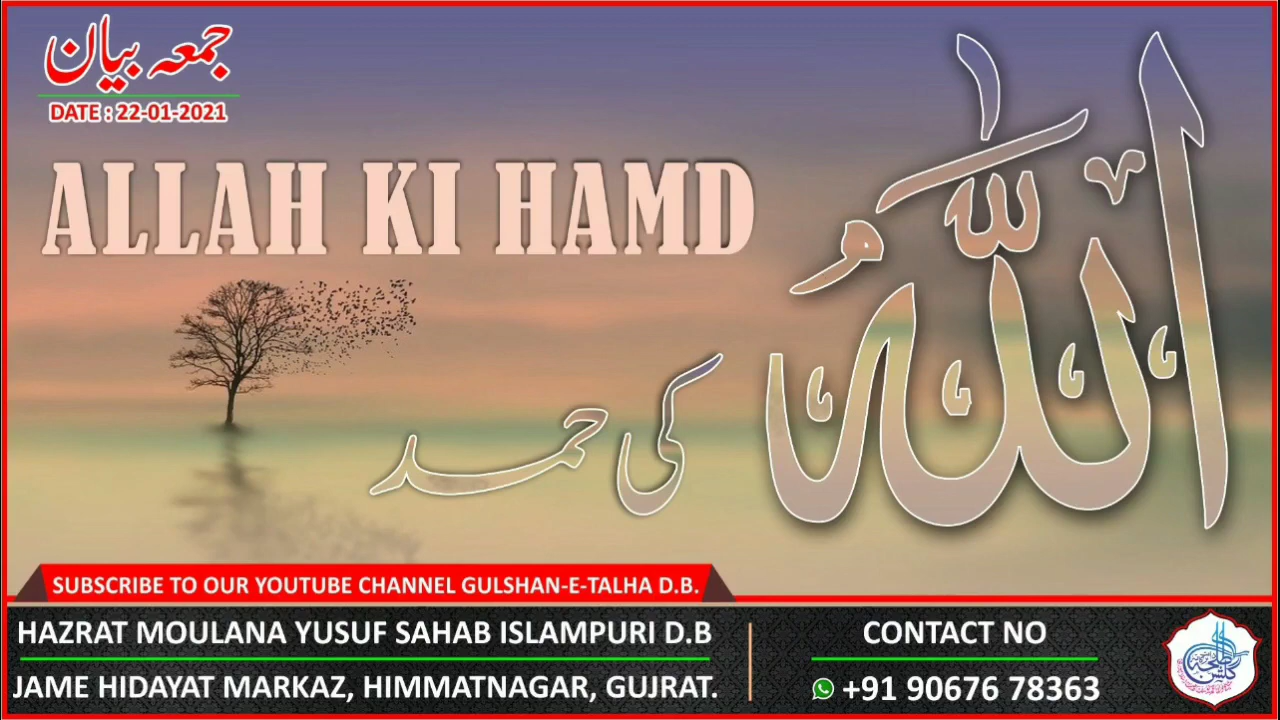 جمعہ بیان
DATE : 22-01-2021
ALLAH KI HAMD
اللهُ کی حمد
SUBSCRIBE TO OUR YOUTUBE CHANNEL GULSHAN-E-TALHA D.B.
HAZRAT MOULANA YUSUF SAHAB ISLAMPURI D.B
JAME HIDAYAT MARKAZ, HIMMATNAGAR, GUJRAT.
CONTACT NO
+91 90676 78363